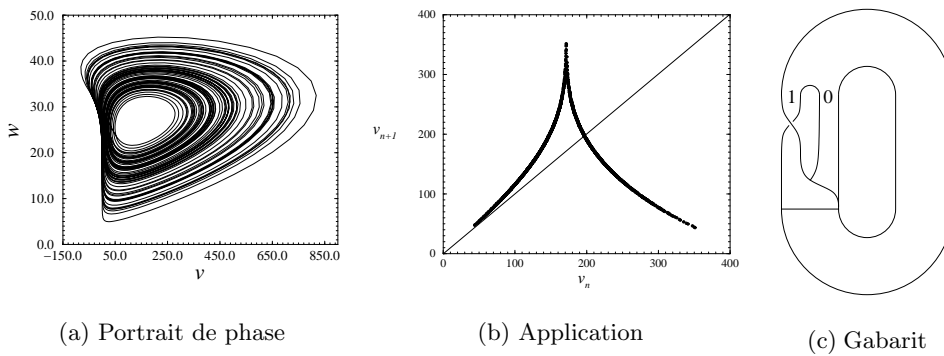 50.0
40.0
30.0
20.0
10.0
0.0
w
−150.0 50.0 250.0 450.0 650.0 850.0
v
(a) Portrait de phase
400
300
200
100
0
v_{n+1}
0 100 200 300 400
v_n
(b) Application
1 0
(c) Gabarit